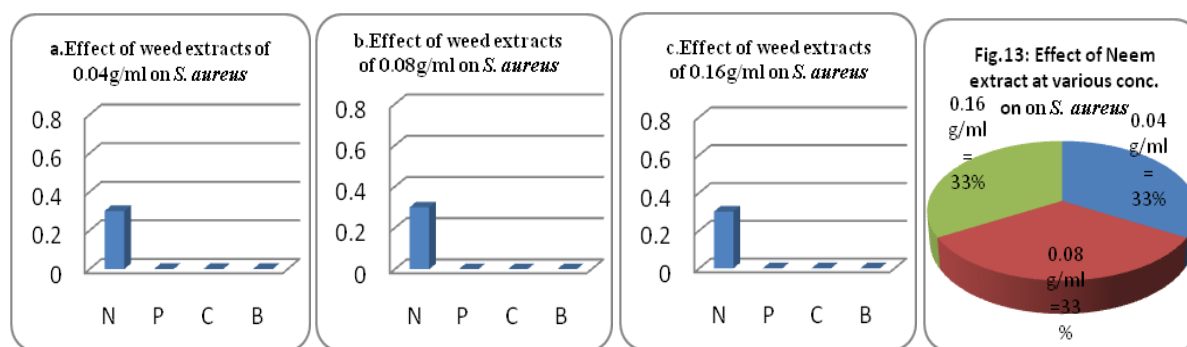 a.Effect of weed extracts of
0.04g/ml on S. aureus
0.8
0.6
0.4
0.2
0
N P C B
b.Effect of weed extracts
of 0.08g/ml on S. aureus
0.8
0.6
0.4
0.2
0
N P C B
c.Effect of weed extracts
of 0.16g/ml on S. aureus
0.8
0.6
0.4
0.2
0
N P C B
Fig.13: Effect of Neem
extract at various conc.
on on S. aureus
0.16
g/ml
=
33%
0.04
g/ml
=
33%
0.08
g/ml
=33
%